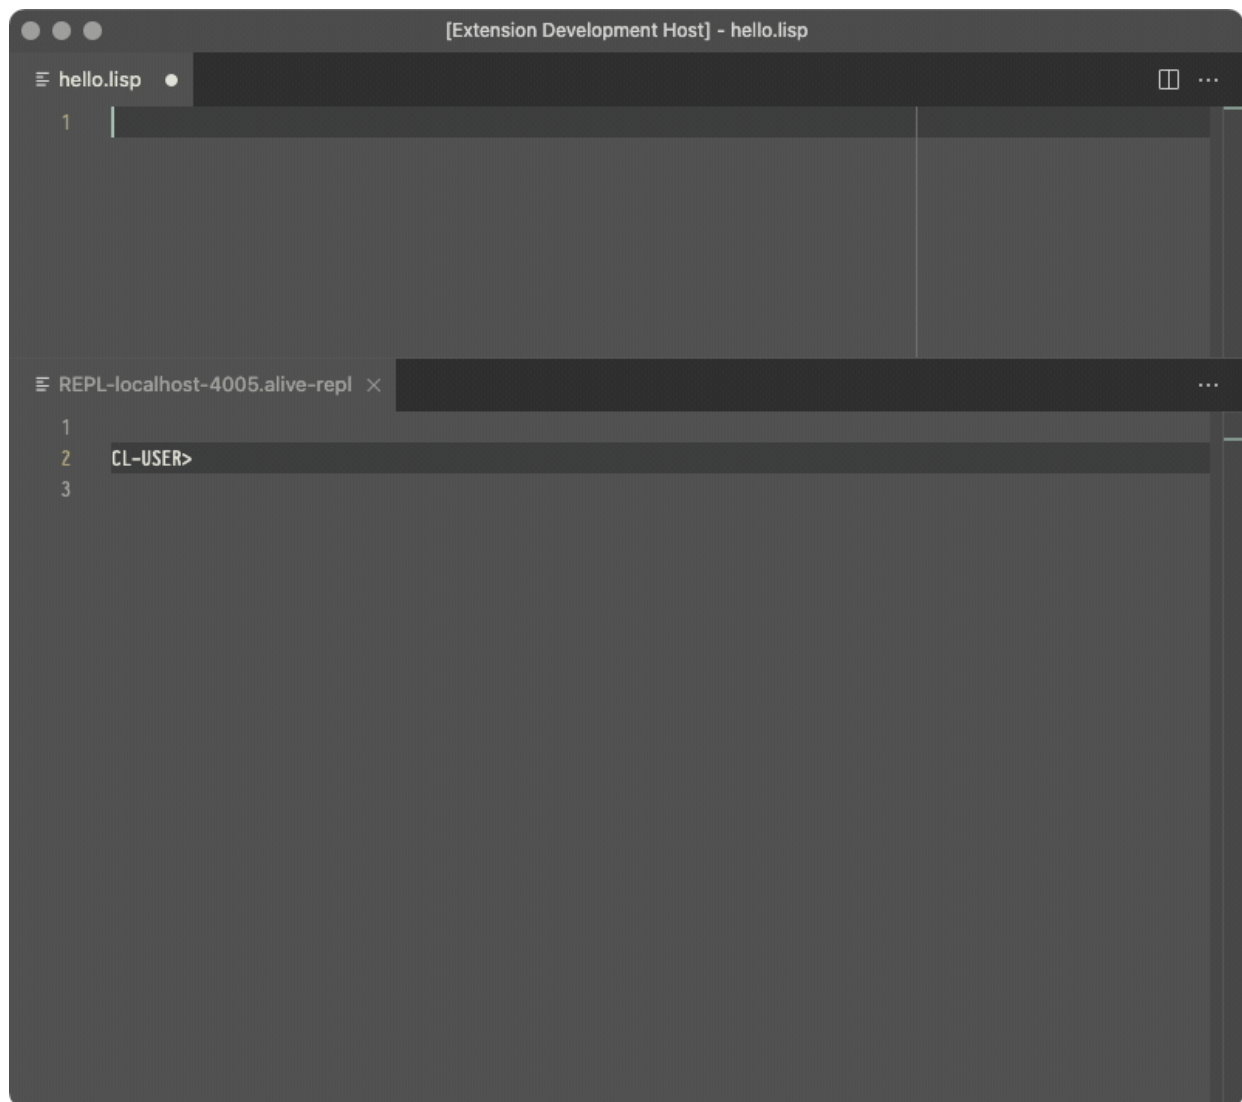 [Extension Development Host] - hello.lisp
hello.lisp
1
REPL-localhost-4005.alive-repl
1
2 CL-USER>
3